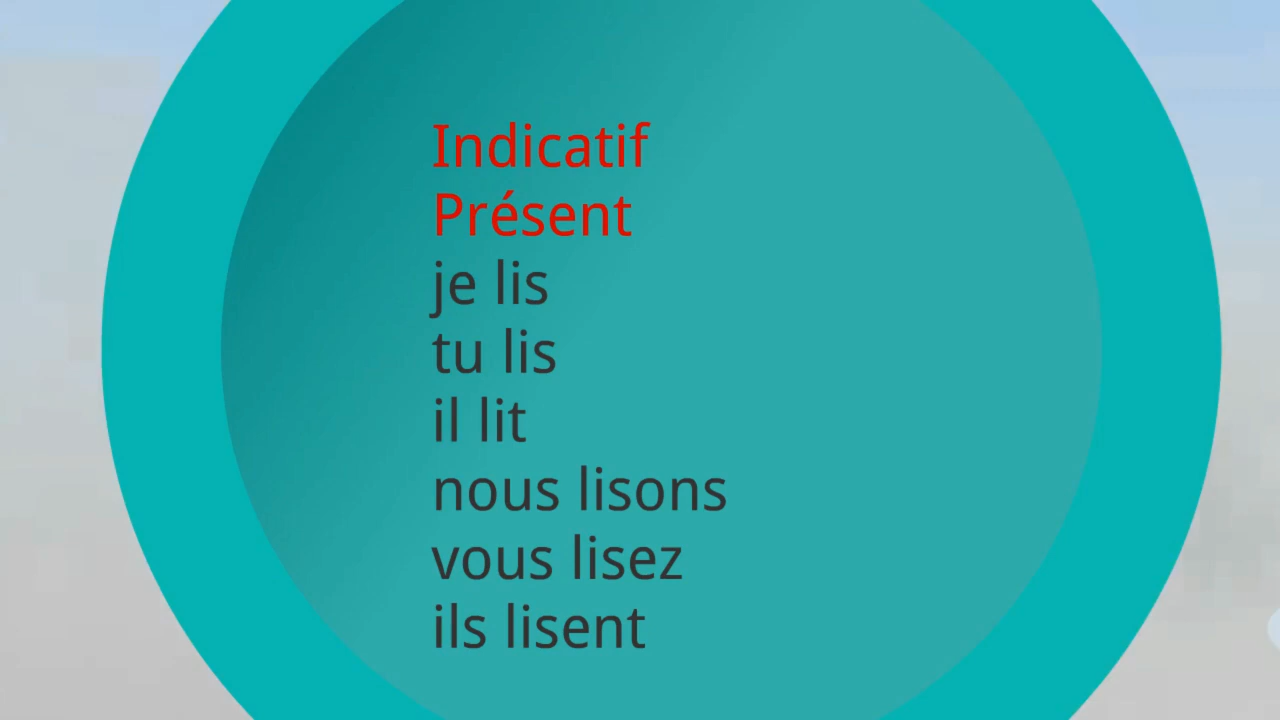 Indicatif
Présent
je lis
tu lis
il lit
nous lisons
vous lisez
ils lisent